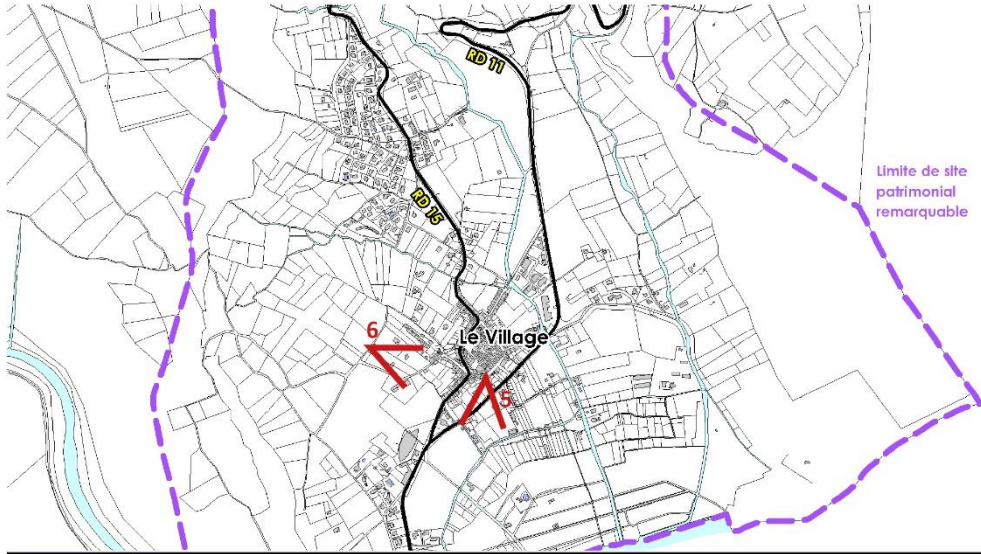 RD 11
Limite de site
patrimonial
remarquable
RD 15
6
Le Village
5